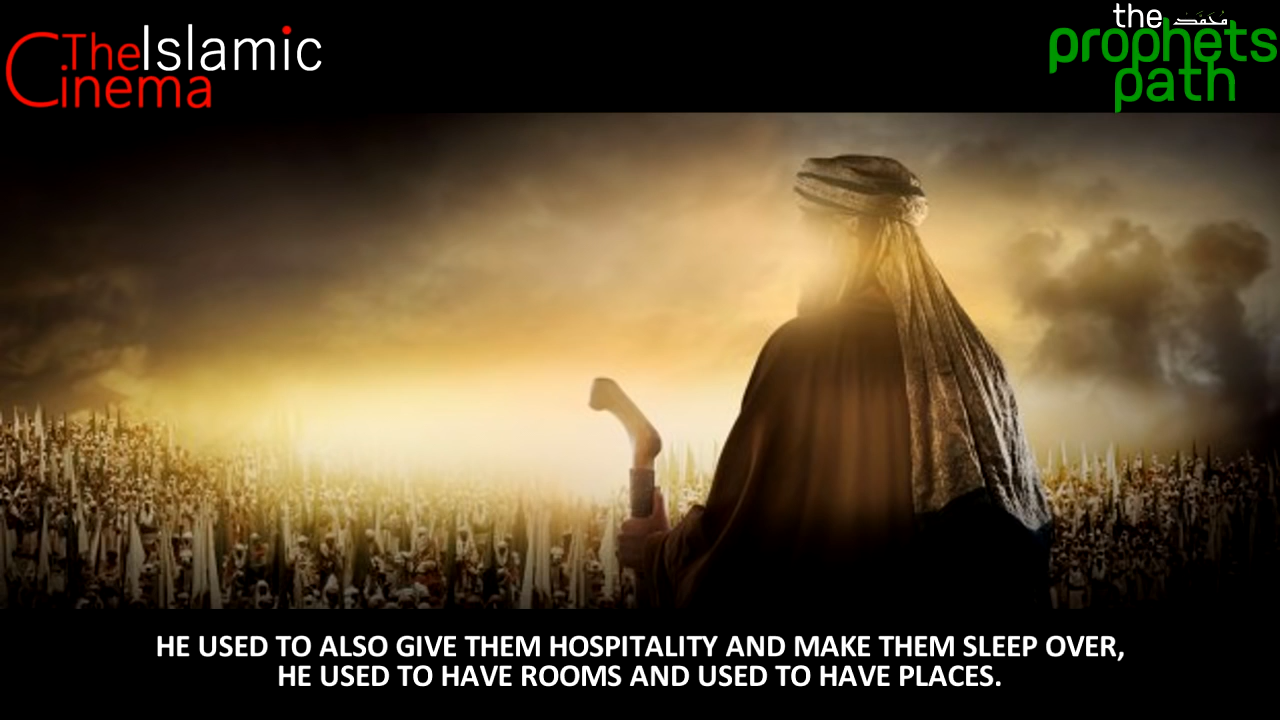 TheIslamic
Cinema
the محمد
prophets
path
HE USED TO ALSO GIVE THEM HOSPITALITY AND MAKE THEM SLEEP OVER,
HE USED TO HAVE ROOMS AND USED TO HAVE PLACES.